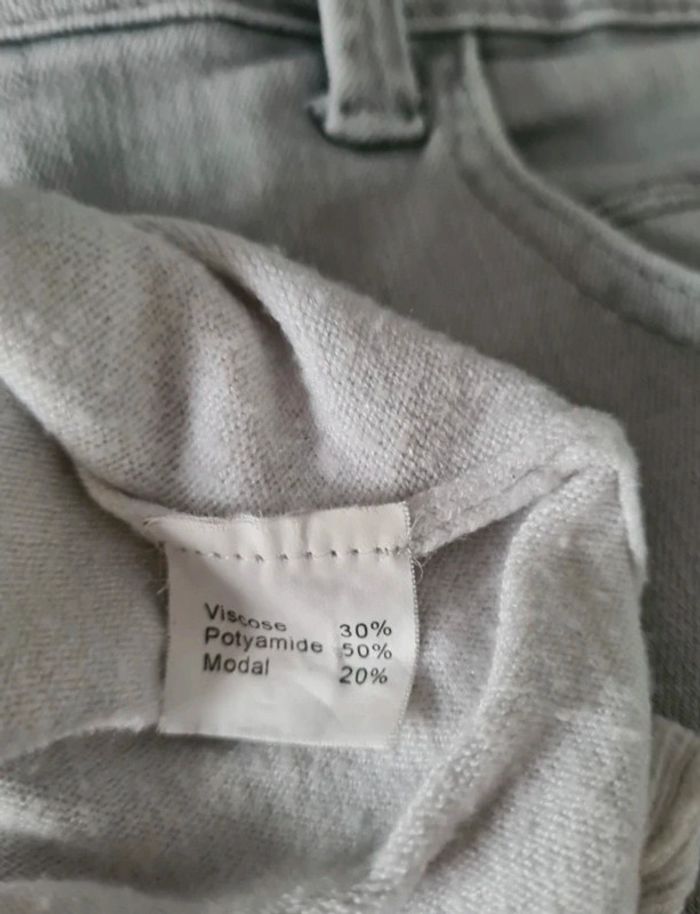 Viscose 30%
Potyamide 50%
Modal 20%